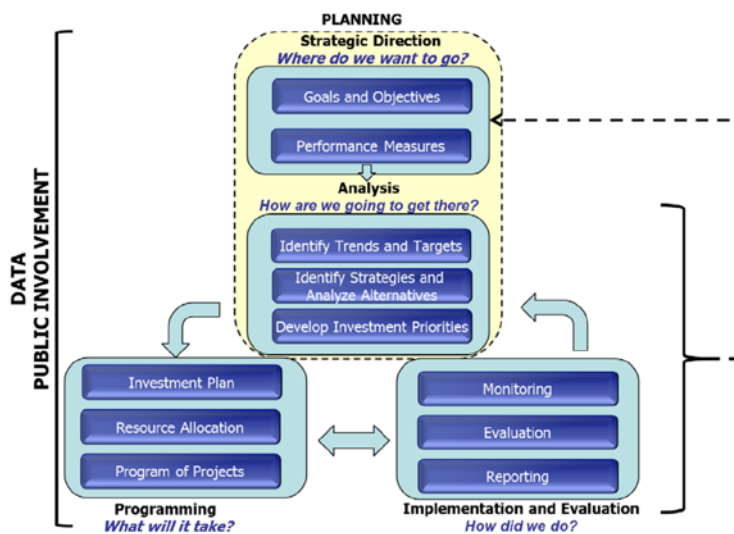 PLANNING
Strategic Direction
Where do we want to go?
Goals and Objectives
Performance Measures
Analysis
How are we going to get there?
Identify Trends and Targets
Identify Strategies and
Analyze Alternatives
Develop Investment Priorities
DATA
PUBLIC INVOLVEMENT
Investment Plan
Resource Allocation
Program of Projects
Programming
What will it take?
Monitoring
Evaluation
Reporting
Implementation and Evaluation
How did we do?